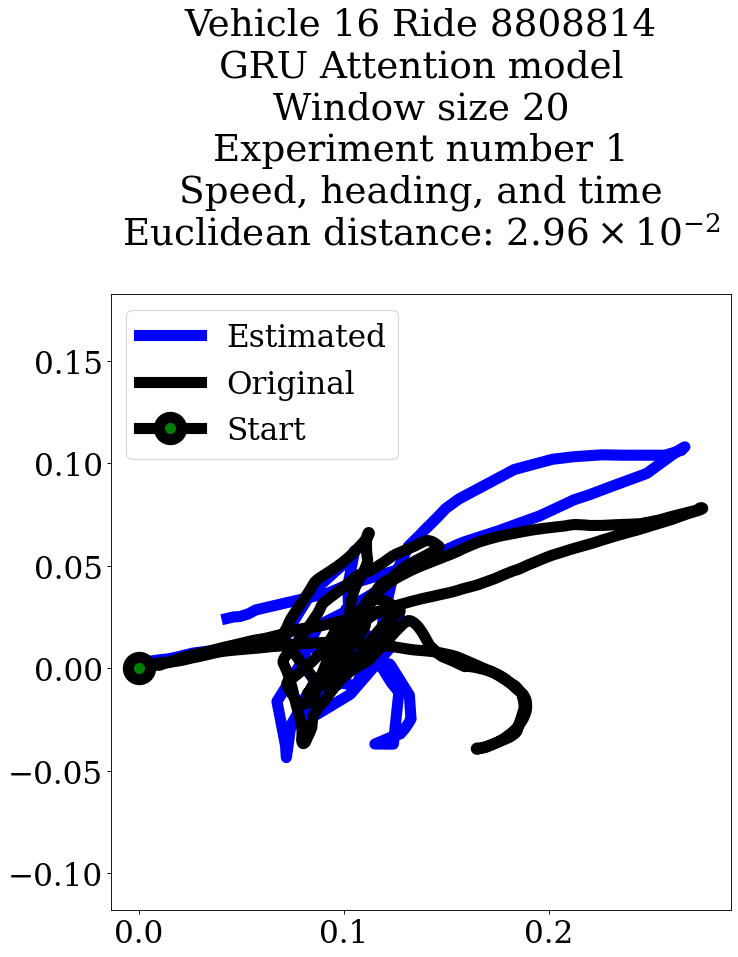 Vehicle 16 Ride 8808814
GRU Attention model
Window size 20
Experiment number 1
Speed, heading, and time
Euclidean distance: 2.96 × 10⁻²
Estimated
Original
Start
0.15
0.10
0.05
0.00
−0.05
−0.10
0.0 0.1 0.2